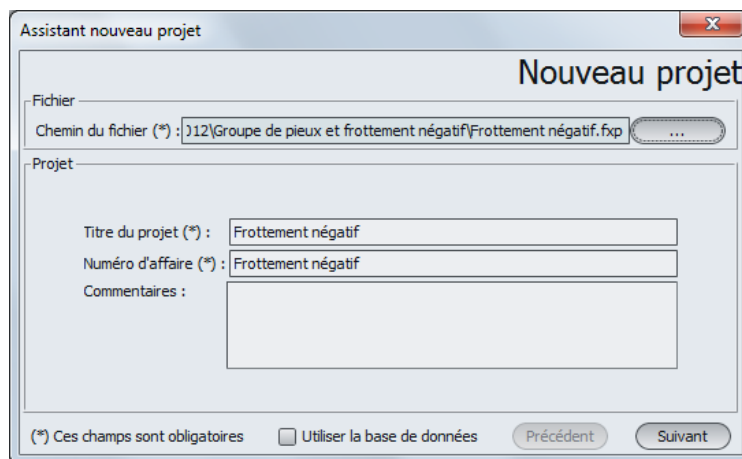 Assistant nouveau projet
Nouveau projet
Fichier
Chemin du fichier (*) : 012\Groupe de pieux et frottement négatif\Frottement négatif.fxp ...
Projet
Titre du projet (*) : Frottement négatif
Numéro d'affaire (*) : Frottement négatif
Commentaires :
(*) Ces champs sont obligatoires Utiliser la base de données Précédent Suivant